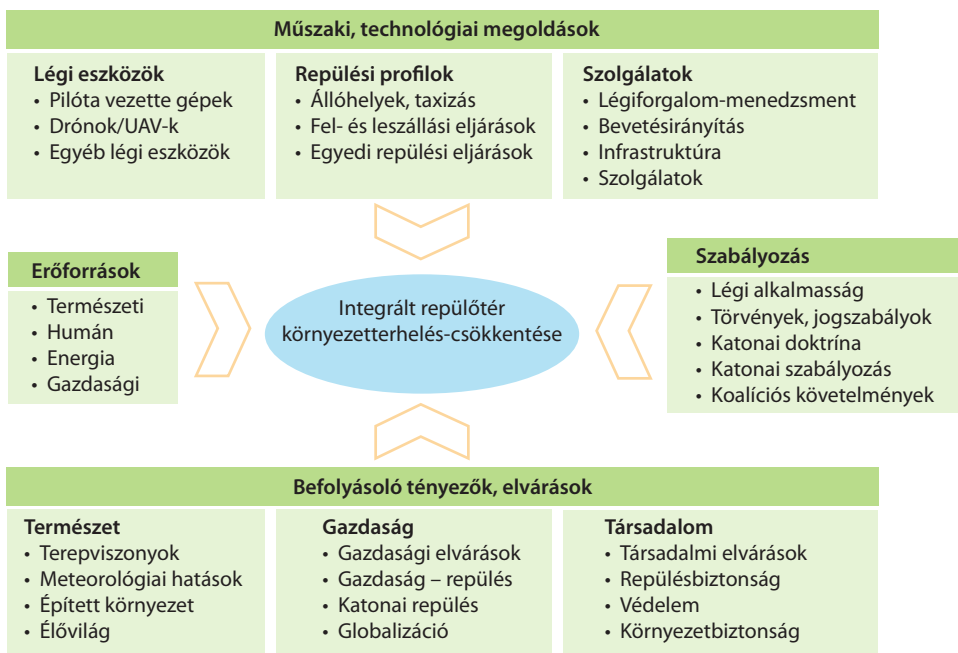 Műszaki, technológiai megoldások
Légi eszközök
• Pilóta vezette gépek
• Drónok/UAV-k
• Egyéb légi eszközök
Repülési profilok
• Állóhelyek, taxizás
• Fel- és leszállási eljárások
• Egyedi repülési eljárások
Szolgálatok
• Légiforgalom-menedzsment
• Bevetésirányítás
• Infrastruktúra
• Szolgálatok
Erőforrások
• Természeti
• Humán
• Energia
• Gazdasági
Integrált repülőtér
környezetterhelés-csökkentése
Szabályozás
• Légi alkalmasság
• Törvények, jogszabályok
• Katonai doktrína
• Katonai szabályozás
• Koalíciós követelmények
Befolyásoló tényezők, elvárások
Természet
• Terepviszonyok
• Meteorológiai hatások
• Épített környezet
• Élővilág
Gazdaság
• Gazdasági elvárások
• Gazdaság – repülés
• Katonai repülés
• Globalizáció
Társadalom
• Társadalmi elvárások
• Repülésbiztonság
• Védelem
• Környezetbiztonság